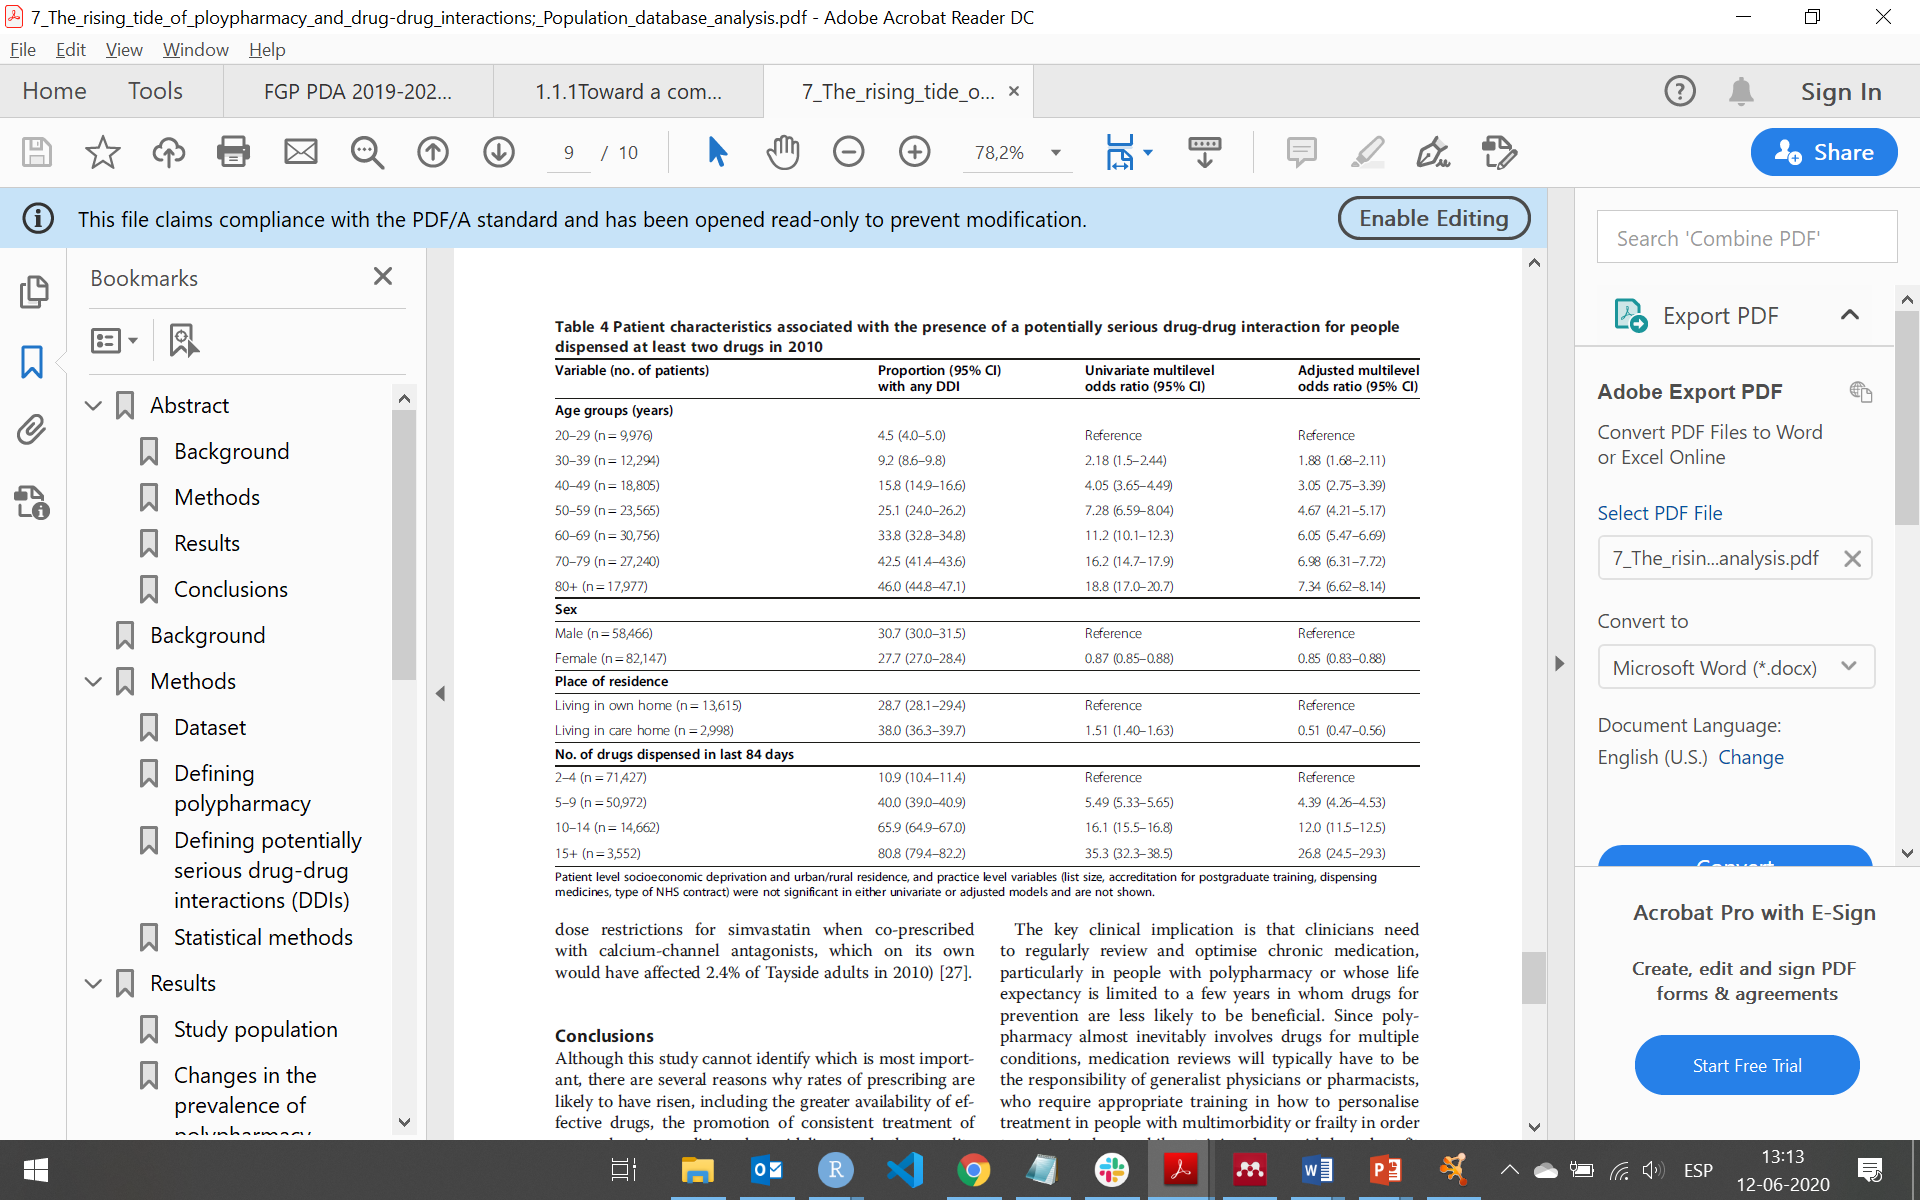 7_The_rising_tide_of_ploypharmacy_and_drug-drug_interactions;_Population_database_analysis.pdf - Adobe Acrobat Reader DC
File Edit View Window Help
Home Tools FGP PDA 2019-202... 1.1.1Toward a com... 7_The_rising_tide_o... × Sign In
9 / 10 78,2% Share
This file claims compliance with the PDF/A standard and has been opened read-only to prevent modification. Enable Editing
Bookmarks
Abstract
Background
Methods
Results
Conclusions
Background
Methods
Dataset
Defining
polypharmacy
Defining potentially
serious drug-drug
interactions (DDIs)
Statistical methods
Results
Study population
Changes in the
prevalence of
polypharmacy
Table 4 Patient characteristics associated with the presence of a potentially serious drug-drug interaction for people
dispensed at least two drugs in 2010
Variable (no. of patients) Proportion (95% CI) Univariate multilevel Adjusted multilevel
with any DDI odds ratio (95% CI) odds ratio (95% CI)
Age groups (years)
20–29 (n = 9,976) 4.5 (4.0–5.0) Reference Reference
30–39 (n = 12,294) 9.2 (8.6–9.8) 2.18 (1.5–2.44) 1.88 (1.68–2.11)
40–49 (n = 18,805) 15.8 (14.9–16.6) 4.05 (3.65–4.49) 3.05 (2.75–3.39)
50–59 (n = 23,565) 25.1 (24.0–26.2) 7.28 (6.59–8.04) 4.67 (4.21–5.17)
60–69 (n = 30,756) 33.8 (32.8–34.8) 11.2 (10.1–12.3) 6.05 (5.47–6.69)
70–79 (n = 27,240) 42.5 (41.4–43.6) 16.2 (14.7–17.9) 6.98 (6.31–7.72)
80+ (n = 17,977) 46.0 (44.8–47.1) 18.8 (17.0–20.7) 7.34 (6.62–8.14)
Sex
Male (n = 58,466) 30.7 (30.0–31.5) Reference Reference
Female (n = 82,147) 27.7 (27.0–28.4) 0.87 (0.85–0.88) 0.85 (0.83–0.88)
Place of residence
Living in own home (n = 13,615) 28.7 (28.1–29.4) Reference Reference
Living in care home (n = 2,998) 38.0 (36.3–39.7) 1.51 (1.40–1.63) 0.51 (0.47–0.56)
No. of drugs dispensed in last 84 days
2–4 (n = 71,427) 10.9 (10.4–11.4) Reference Reference
5–9 (n = 50,972) 40.0 (39.0–40.9) 5.49 (5.33–5.65) 4.39 (4.26–4.53)
10–14 (n = 14,662) 65.9 (64.9–67.0) 16.1 (15.5–16.8) 12.0 (11.5–12.5)
15+ (n = 3,552) 80.8 (79.4–82.2) 35.3 (32.3–38.5) 26.8 (24.5–29.3)
Patient level socioeconomic deprivation and urban/rural residence, and practice level variables (list size, accreditation for postgraduate training, dispensing
medicines, type of NHS contract) were not significant in either univariate or adjusted models and are not shown.
dose restrictions for simvastatin when co-prescribed
with calcium-channel antagonists, which on its own
would have affected 2.4% of Tayside adults in 2010) [27].
Conclusions
Although this study cannot identify which is most import-
ant, there are several reasons why rates of prescribing are
likely to have risen, including the greater availability of ef-
fective drugs, the promotion of consistent treatment of
The key clinical implication is that clinicians need
to regularly review and optimise chronic medication,
particularly in people with polypharmacy or whose life
expectancy is limited to a few years in whom drugs for
prevention are less likely to be beneficial. Since poly-
pharmacy almost inevitably involves drugs for multiple
conditions, medication reviews will typically have to be
the responsibility of generalist physicians or pharmacists,
who require appropriate training in how to personalise
treatment in people with multimorbidity or frailty in order
Search 'Combine PDF'
Export PDF
Adobe Export PDF
Convert PDF Files to Word
or Excel Online
Select PDF File
7_The_risin...analysis.pdf
Convert to
Microsoft Word (*.docx)
Document Language:
English (U.S.) Change
Convert
Acrobat Pro with E-Sign
Create, edit and sign PDF
forms & agreements
Start Free Trial
ESP
13:13
12-06-2020